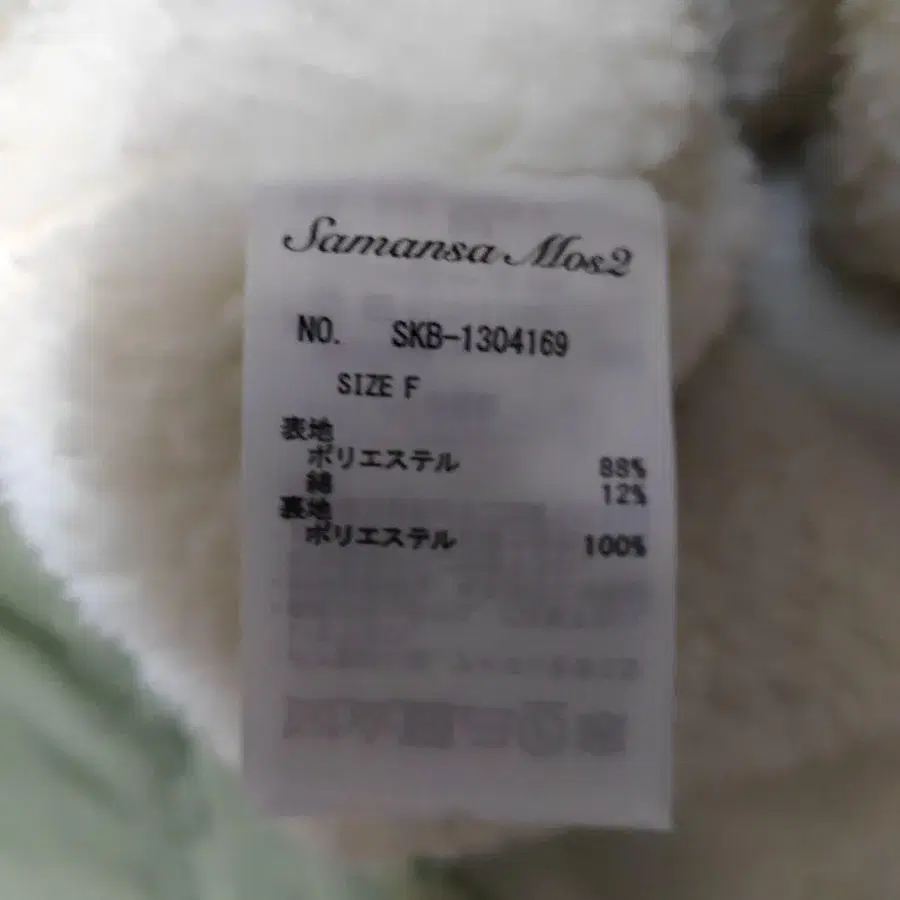 Samansa Mos2
NO. SKB-1304169
SIZE F
表地
ポリエステル 88%
綿 12%
裏地
ポリエステル 100%